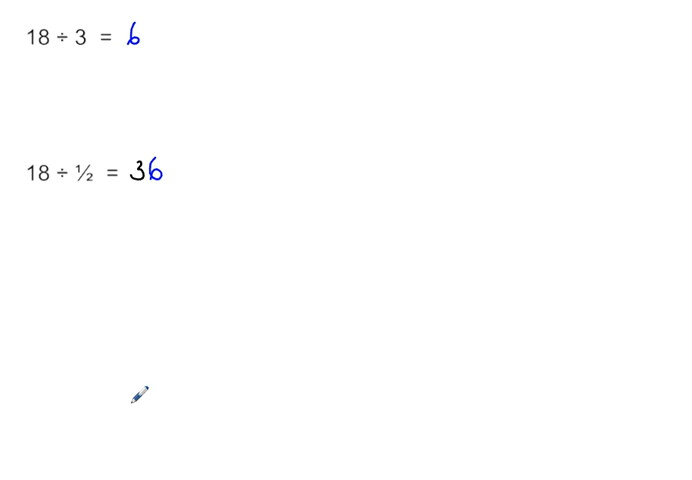 18 ÷ 3 = 6
18 ÷ ½ = 36